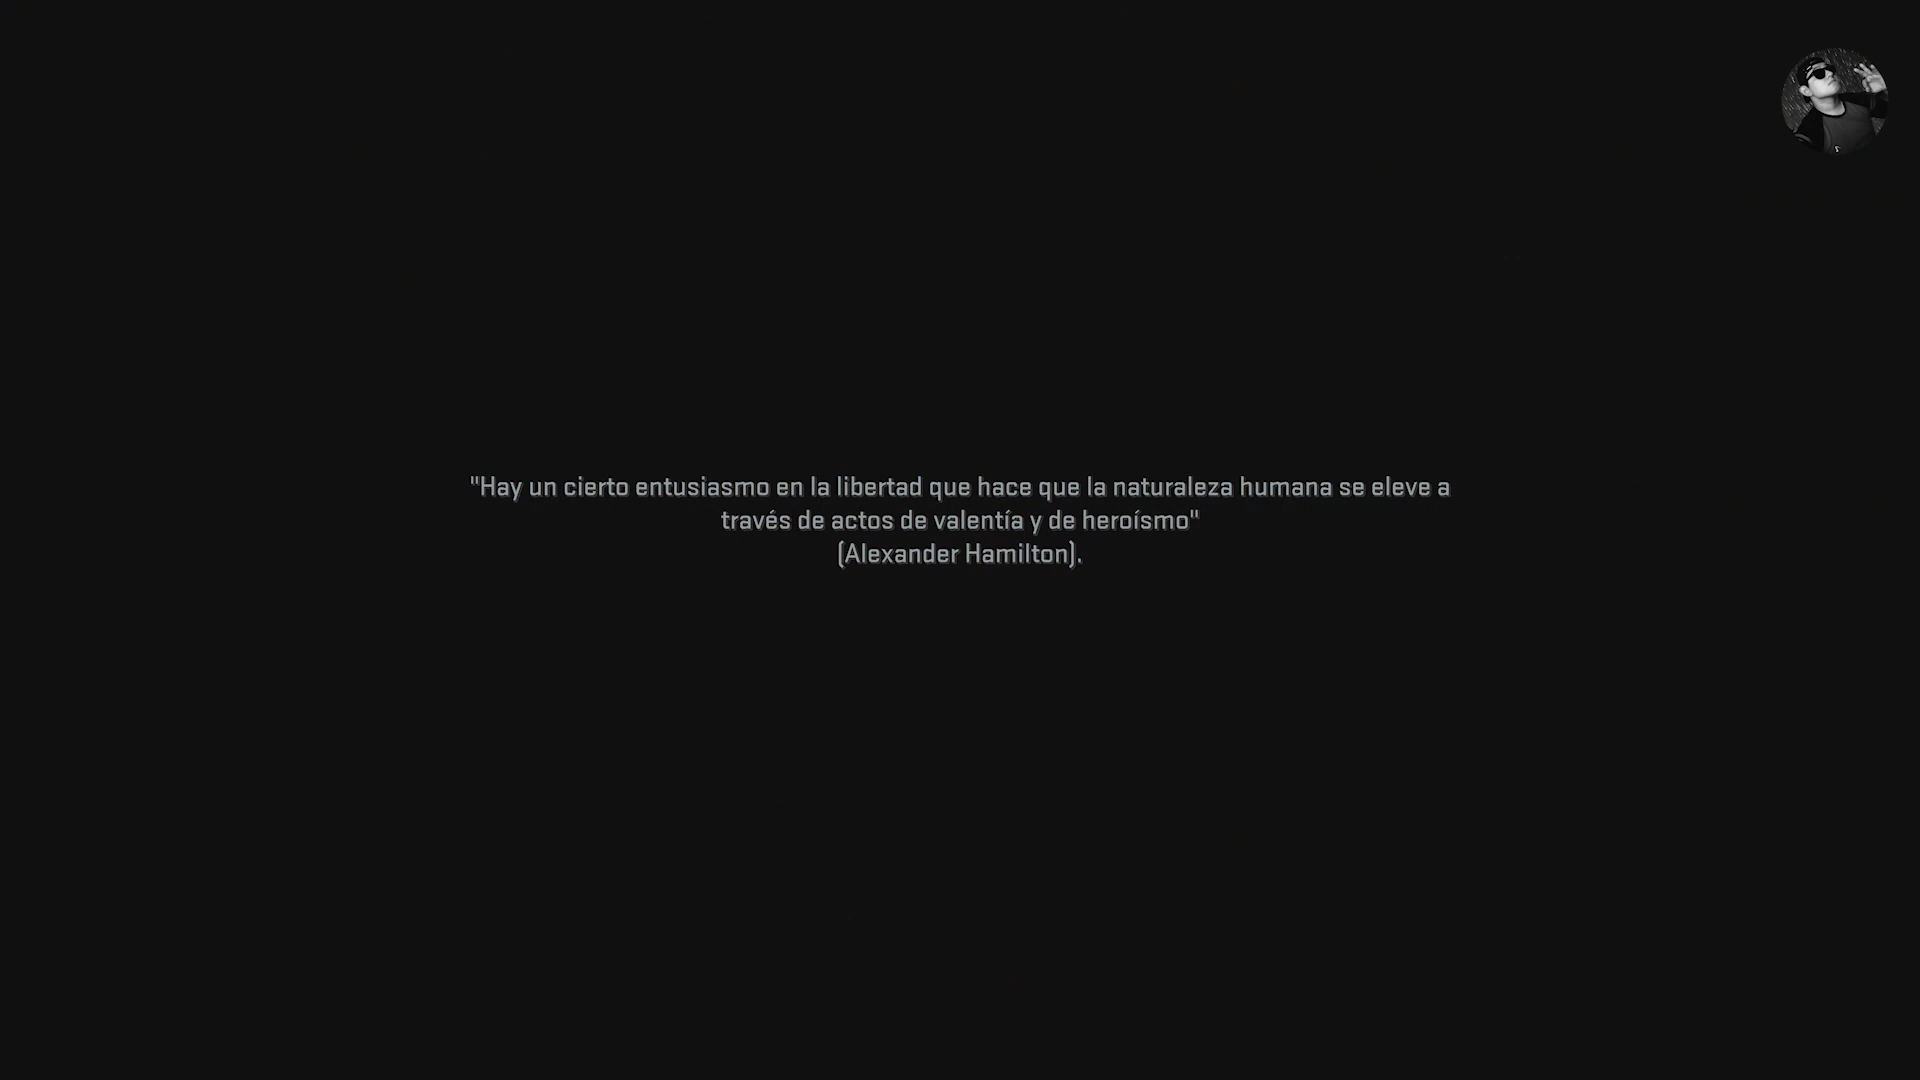 "Hay un cierto entusiasmo en la libertad que hace que la naturaleza humana se eleve a
través de actos de valentía y de heroísmo"
(Alexander Hamilton).